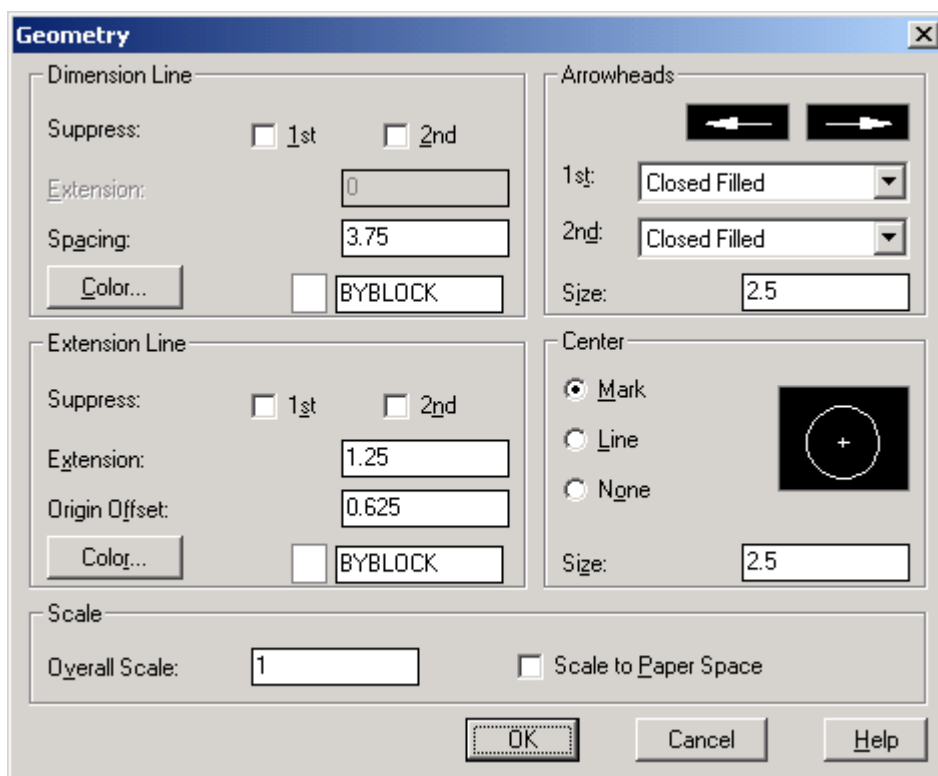 Geometry
Dimension Line
Suppress: 1st 2nd
Extension: 0
Spacing: 3.75
Color... BYBLOCK
Arrowheads
1st: Closed Filled
2nd: Closed Filled
Size: 2.5
Extension Line
Suppress: 1st 2nd
Extension: 1.25
Origin Offset: 0.625
Color... BYBLOCK
Center
Mark
Line
None
Size: 2.5
Scale
Overall Scale: 1 Scale to Paper Space
OK Cancel Help